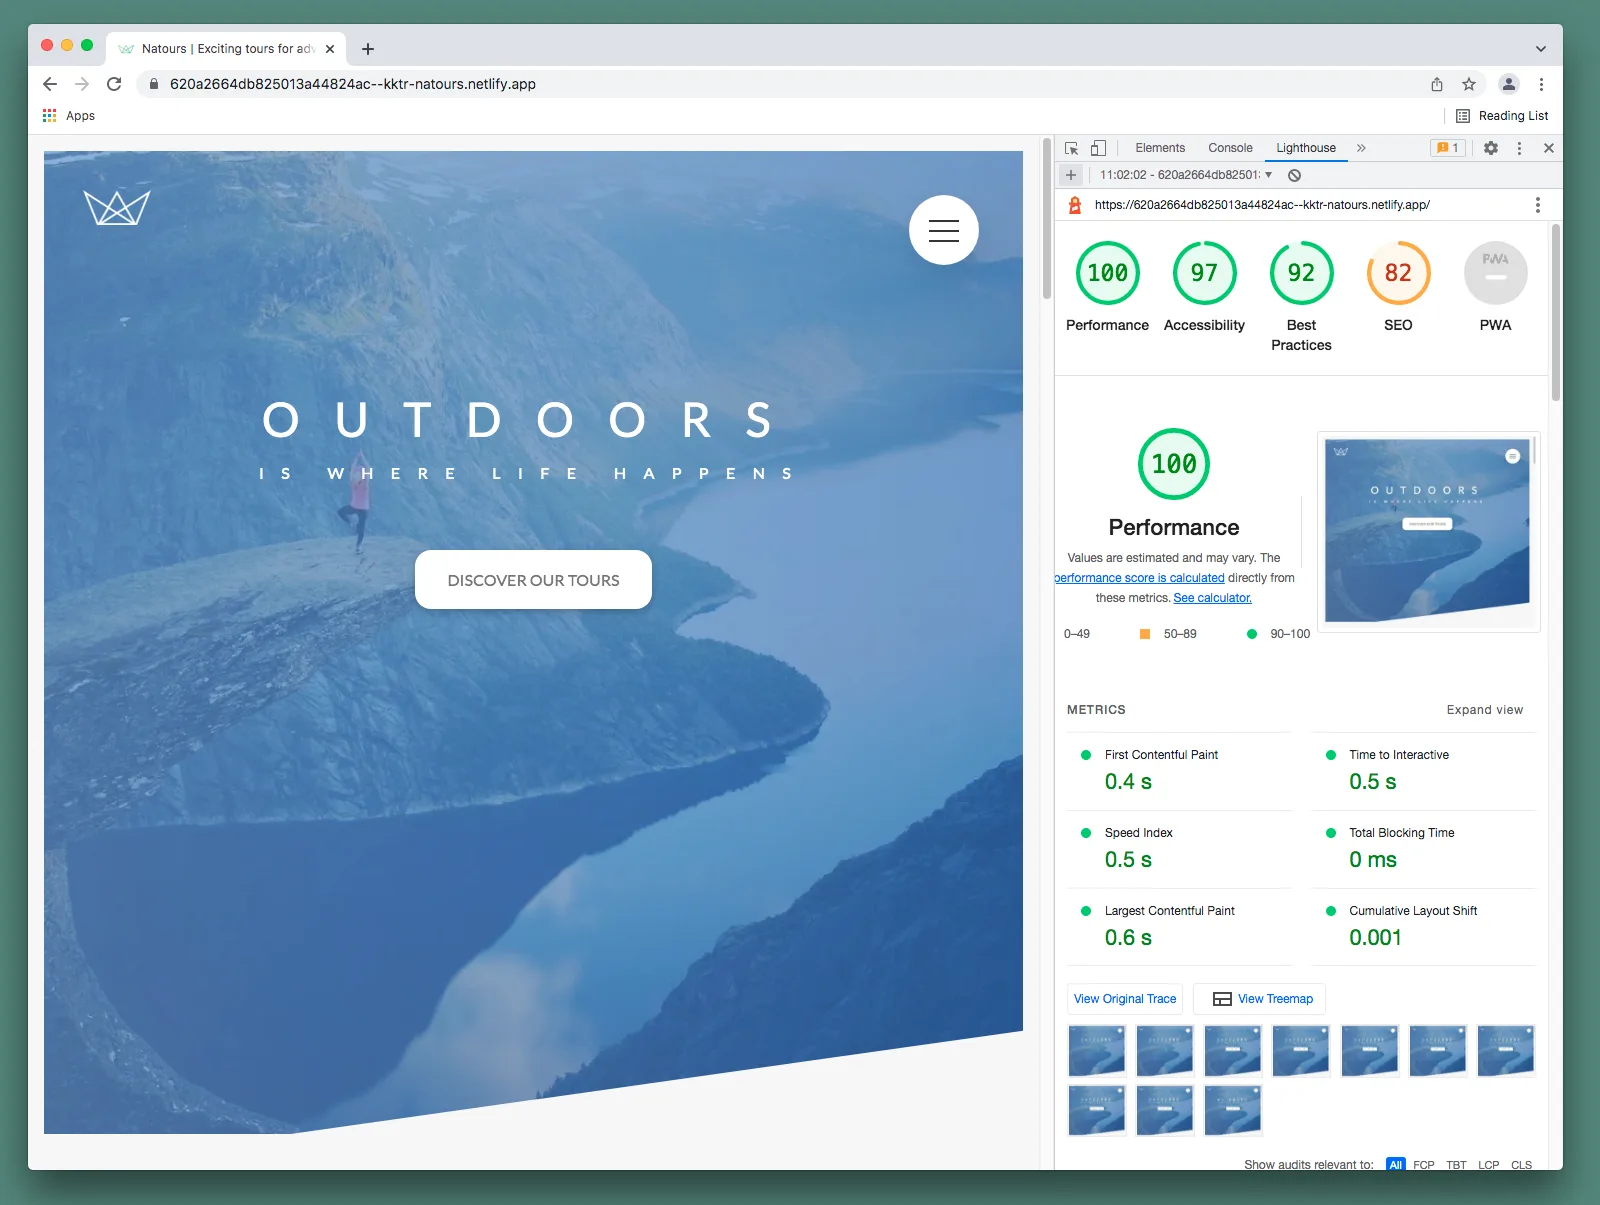 Natours | Exciting tours for adv
620a2664db825013a44824ac--kktr-natours.netlify.app
Apps
Reading List
OUTDOORS
IS WHERE LIFE HAPPENS
DISCOVER OUR TOURS
Elements Console Lighthouse
1
11:02:02 - 620a2664db82501
https://620a2664db825013a44824ac--kktr-natours.netlify.app/
100 97 92 82 PWA
Performance Accessibility Best Practices SEO PWA
100
Performance
Values are estimated and may vary. The
performance score is calculated directly from
these metrics. See calculator.
0–49 50–89 90–100
OUTDOORS
METRICS Expand view
First Contentful Paint
0.4 s
Time to Interactive
0.5 s
Speed Index
0.5 s
Total Blocking Time
0 ms
Largest Contentful Paint
0.6 s
Cumulative Layout Shift
0.001
View Original Trace View Treemap
Show audits relevant to: All FCP TBT LCP CLS